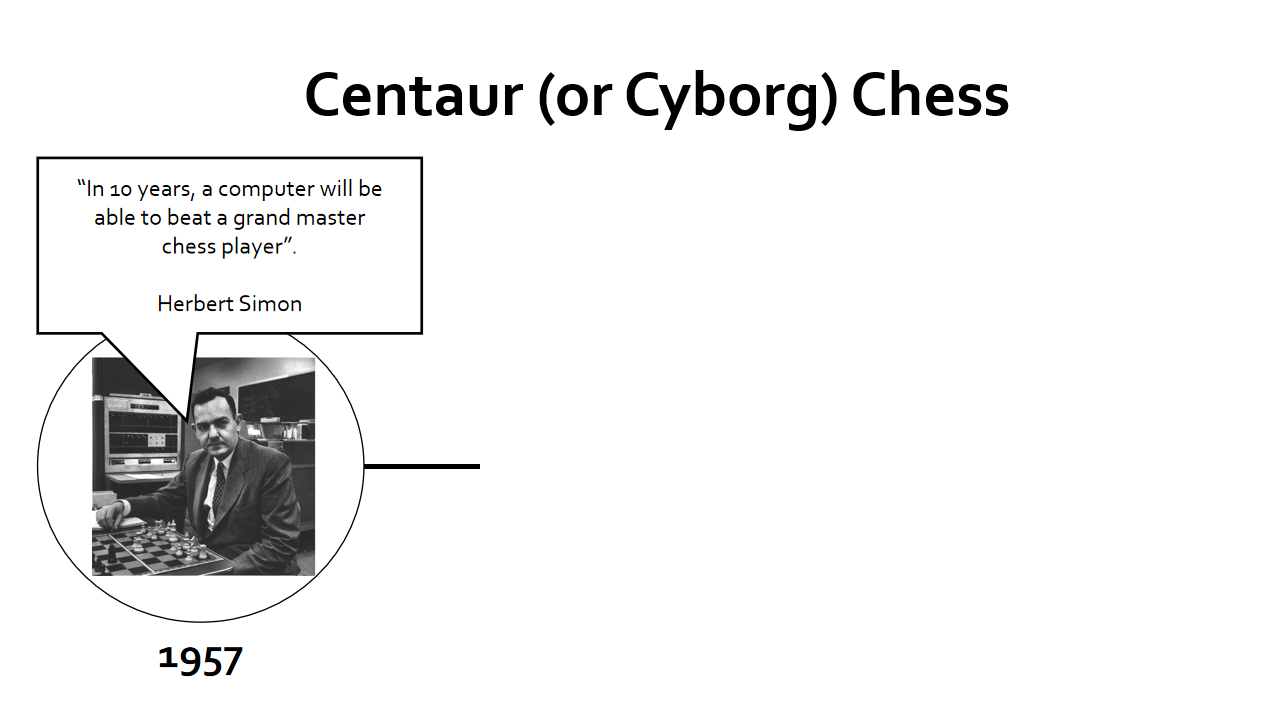 Centaur (or Cyborg) Chess
“In 10 years, a computer will be
able to beat a grand master
chess player”.
Herbert Simon
1957